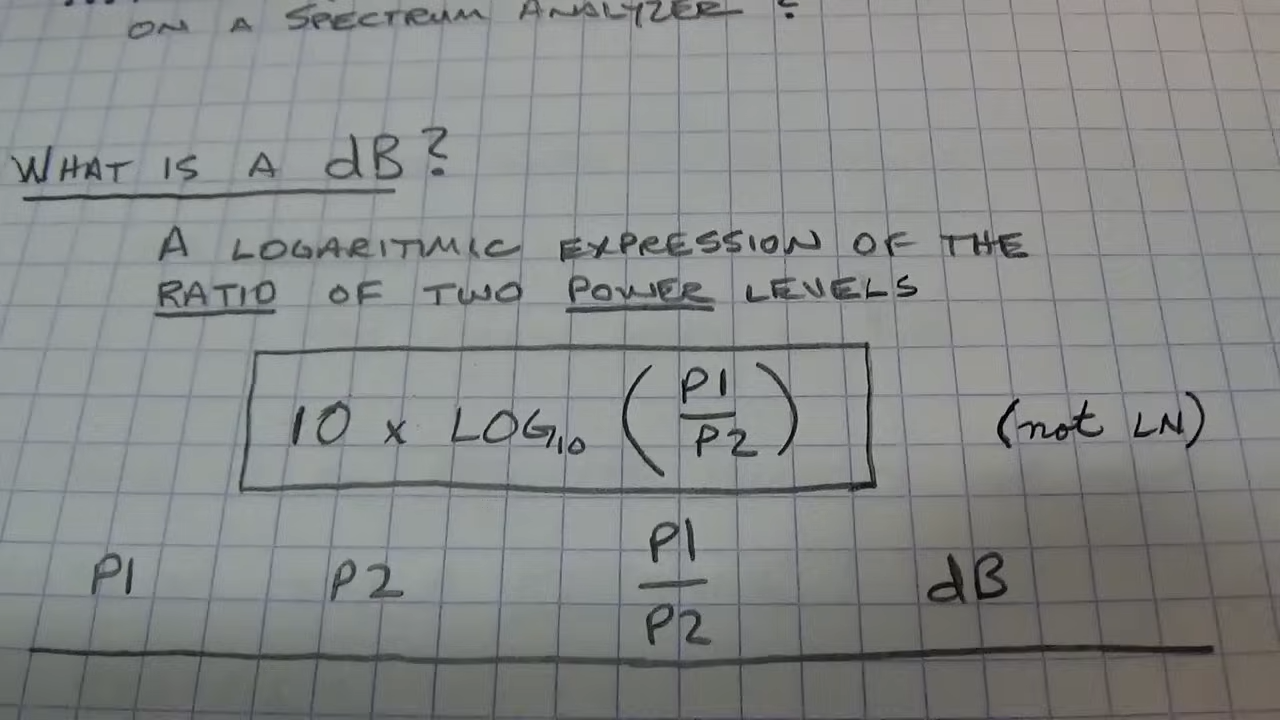 ON A SPECTRUM ANALYZER?
WHAT IS A dB?
A LOGARITMIC EXPRESSION OF THE
RATIO OF TWO POWER LEVELS
10 x LOG10 (P1/P2) (not LN)
P1 P2 P1/P2 dB